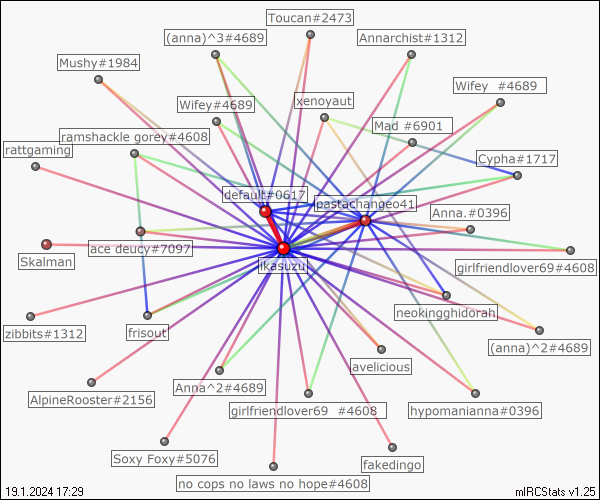 Toucan#2473
(anna)^3#4689
Annarchist#1312
Mushy#1984
Wifey  #4689
Wifey#4689
xenoyaut
Mad #6901
ramshackle gorey#4608
rattgaming
Cypha#1717
default#0617
pastachangeo41
Anna.#0396
ace deucy#7097
Skalman
ikasuzu
girlfriendlover69#4608
neokingghidorah
zibbits#1312
frisout
(anna)^2#4689
avelicious
Anna^2#4689
AlpineRooster#2156
girlfriendlover69  #4608
hypomanianna#0396
Soxy Foxy#5076
fakedingo
no cops no laws no hope#4608
19.1.2024 17:29
mIRCStats v1.25